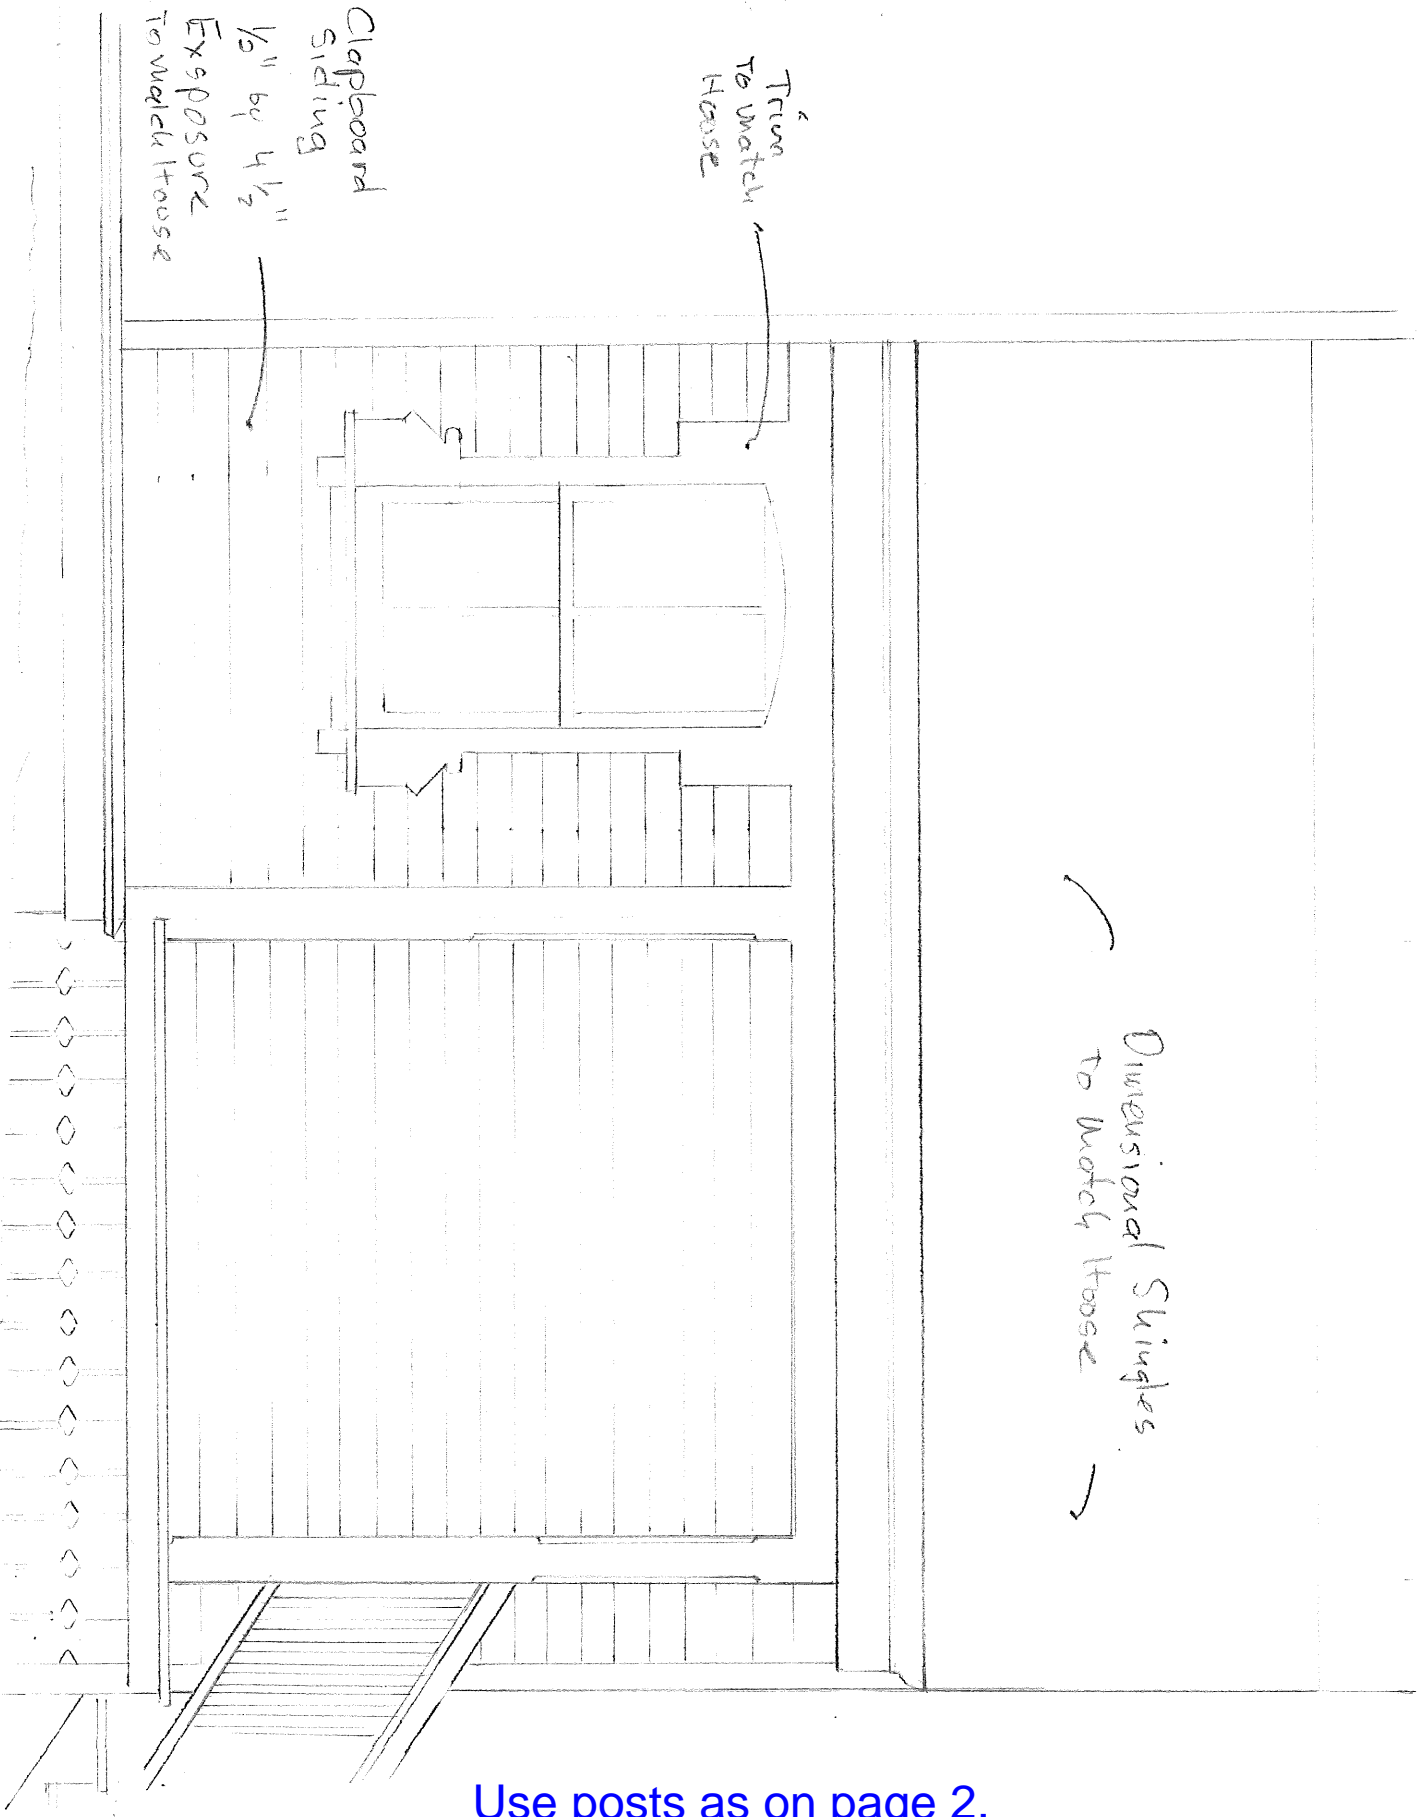 Trim
To match
House
Clapboard
Siding
1/2" by 4 1/2"
Exsposure
To match House
Dimensional Shingles
To Match House
Use posts as on page 2.